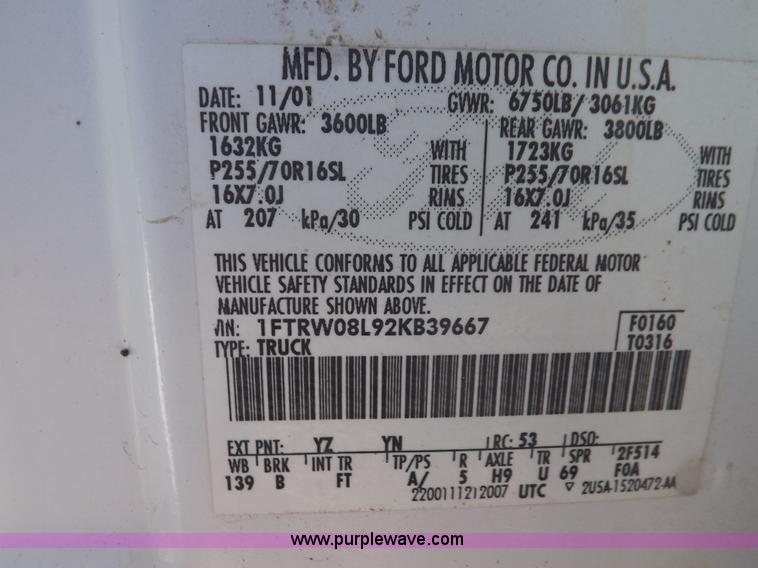 MFD. BY FORD MOTOR CO. IN U.S.A.
DATE: 11/01 GVWR: 6750LB/ 3061KG
FRONT GAWR: 3600LB REAR GAWR: 3800LB
1632KG WITH 1723KG WITH
P255/70R16SL TIRES P255/70R16SL TIRES
16X7.0J RIMS 16X7.0J RIMS
AT 207 kPa/30 PSI COLD AT 241 kPa/35 PSI COLD
THIS VEHICLE CONFORMS TO ALL APPLICABLE FEDERAL MOTOR
VEHICLE SAFETY STANDARDS IN EFFECT ON THE DATE OF
MANUFACTURE SHOWN ABOVE.
VIN: 1FTRW08L92KB39667 F0160
TYPE: TRUCK T0316
EXT PNT: YZ YN RC: 53 DSO:
WB BRK INT TR TP/PS R AXLE TR SPR 2F514
139 B FT A/ 5 H9 U 69 F0A
2200111212007 UTC 2U5A-1520472-AA
www.purplewave.com